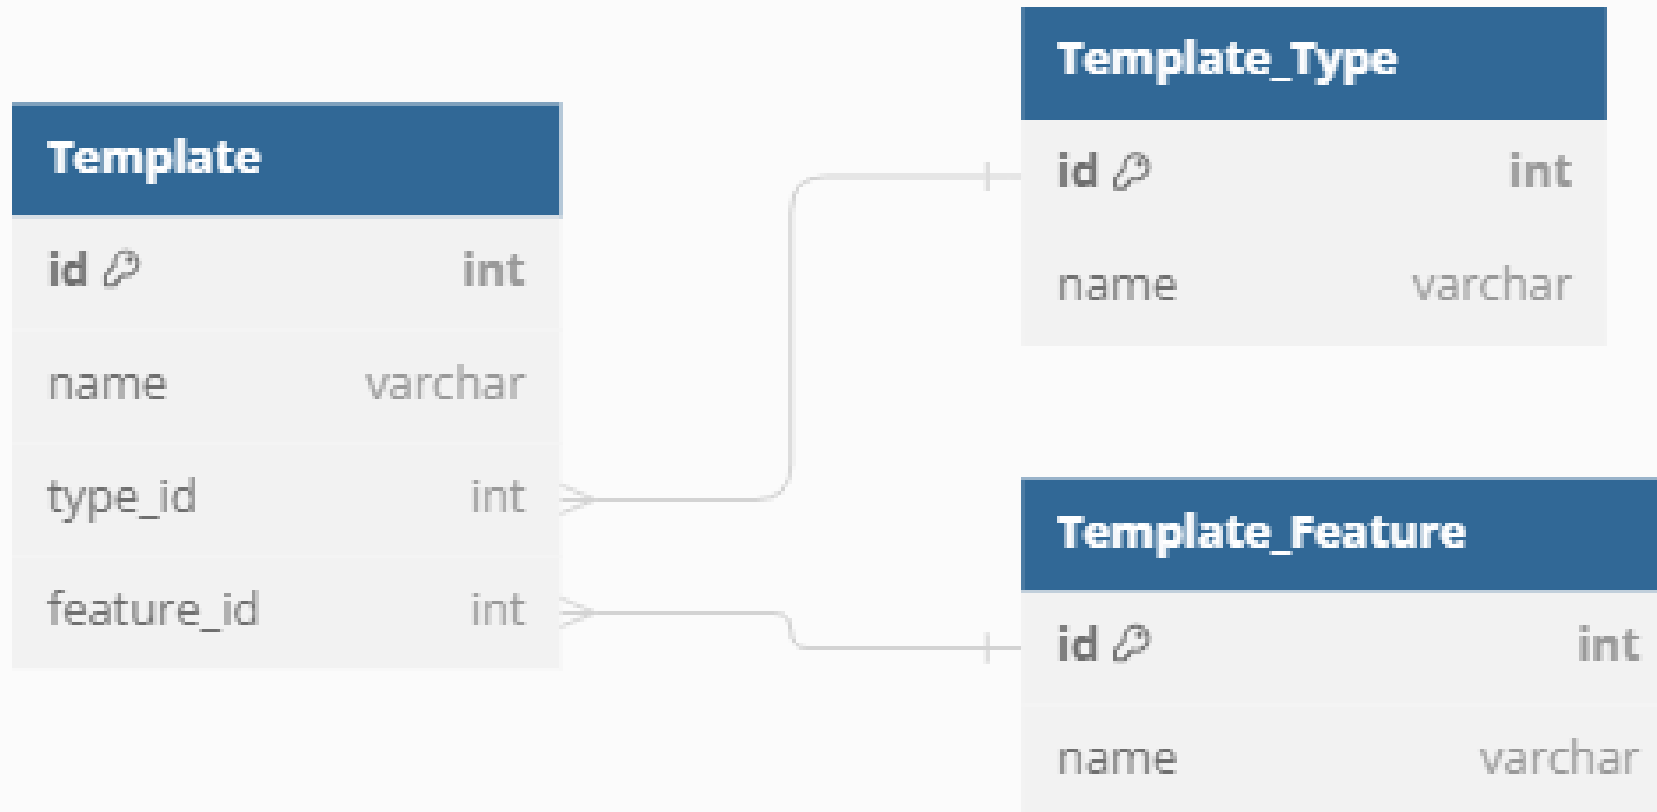 Template
id int
name varchar
type_id int
feature_id int
Template_Type
id int
name varchar
Template_Feature
id int
name varchar